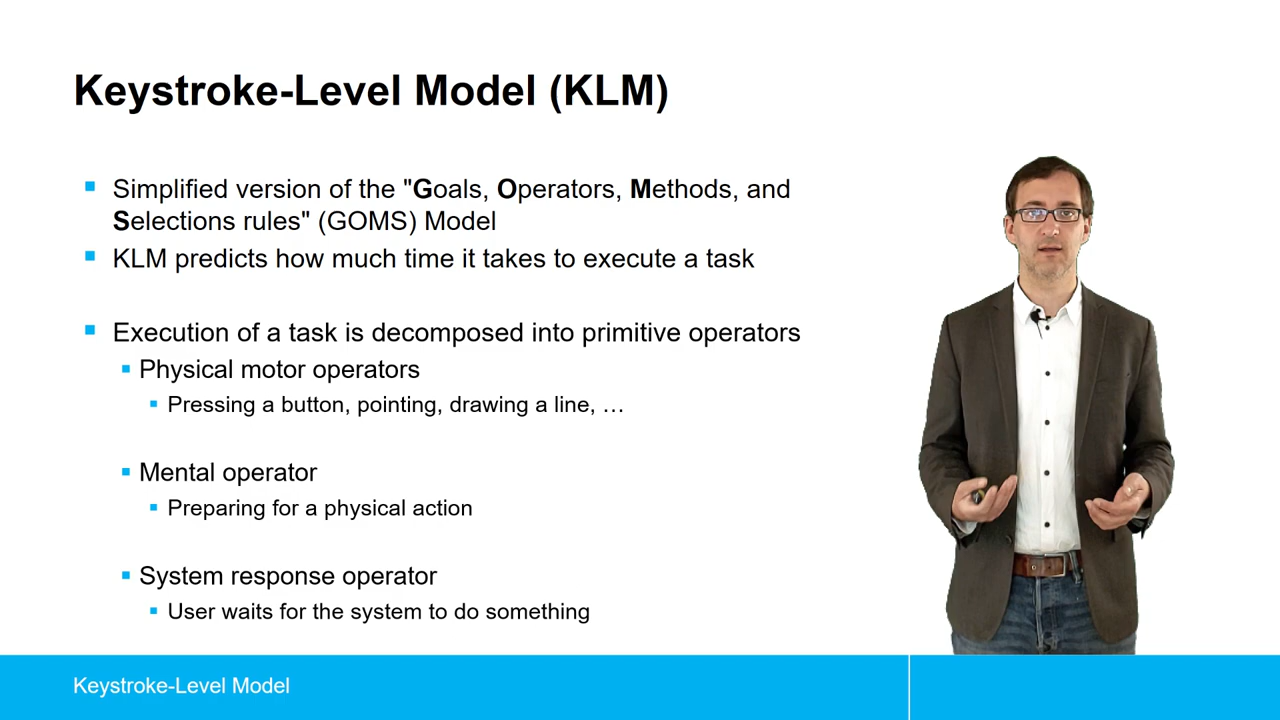 Keystroke-Level Model (KLM)
Simplified version of the "Goals, Operators, Methods, and
Selections rules" (GOMS) Model
KLM predicts how much time it takes to execute a task
Execution of a task is decomposed into primitive operators
Physical motor operators
Pressing a button, pointing, drawing a line, …
Mental operator
Preparing for a physical action
System response operator
User waits for the system to do something
Keystroke-Level Model